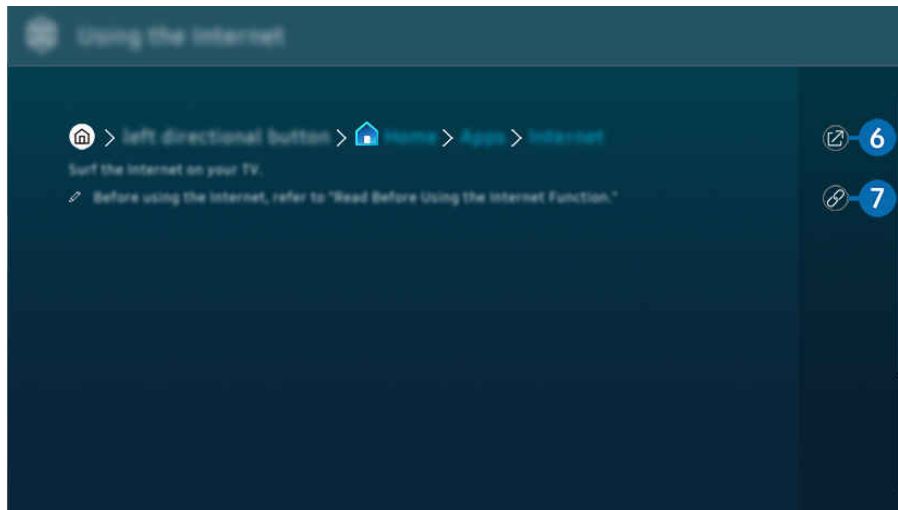 Using the Internet
> left directional button > Home > Apps > Internet
Surf the Internet on your TV.
Before using the Internet, refer to "Read Before Using the Internet Function."
6
7